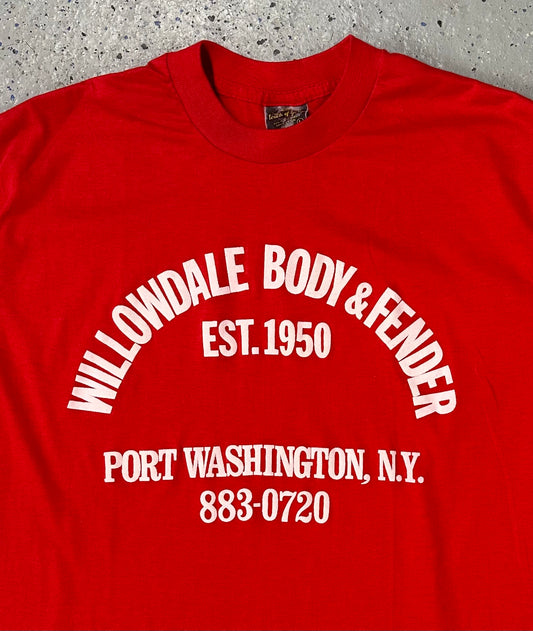 WILLOWDALE BODY & FENDER
EST. 1950
PORT WASHINGTON, N.Y.
883-0720